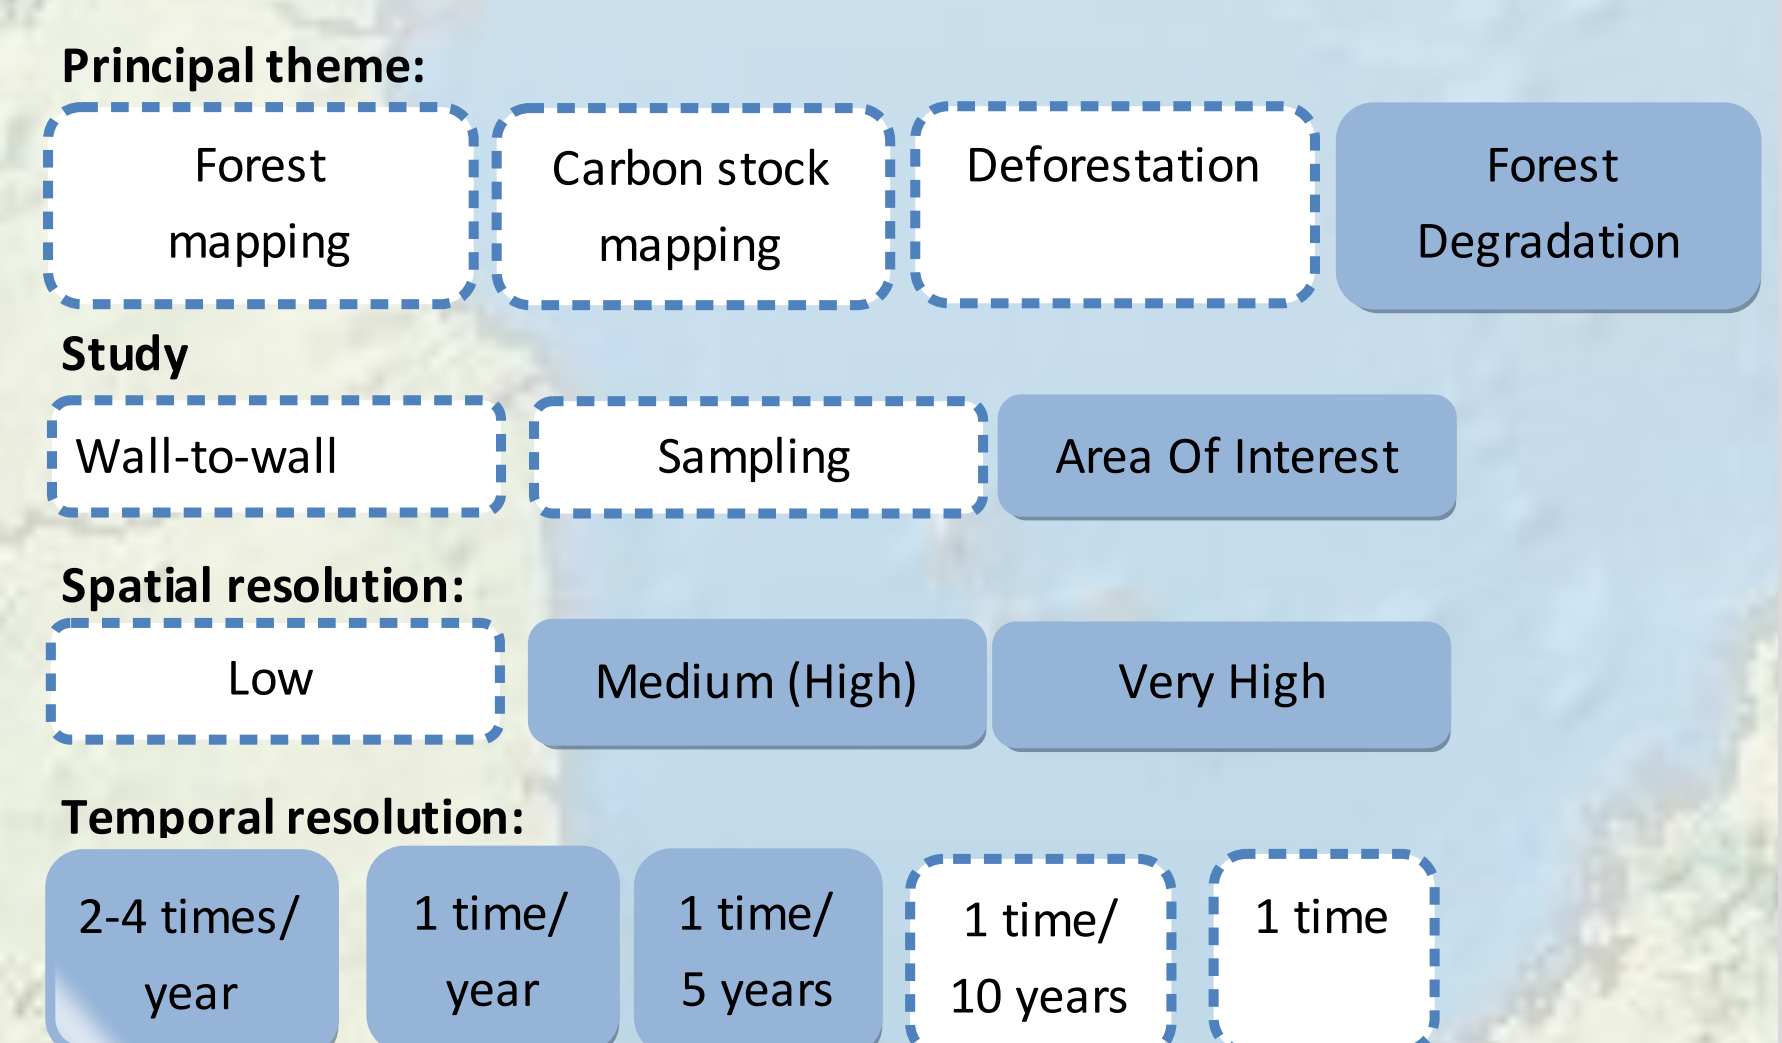 Principal theme:
Forest
mapping
Carbon stock
mapping
Deforestation
Forest
Degradation
Study
Wall-to-wall
Sampling
Area Of Interest
Spatial resolution:
Low
Medium (High)
Very High
Temporal resolution:
2-4 times/
year
1 time/
year
1 time/
5 years
1 time/
10 years
1 time